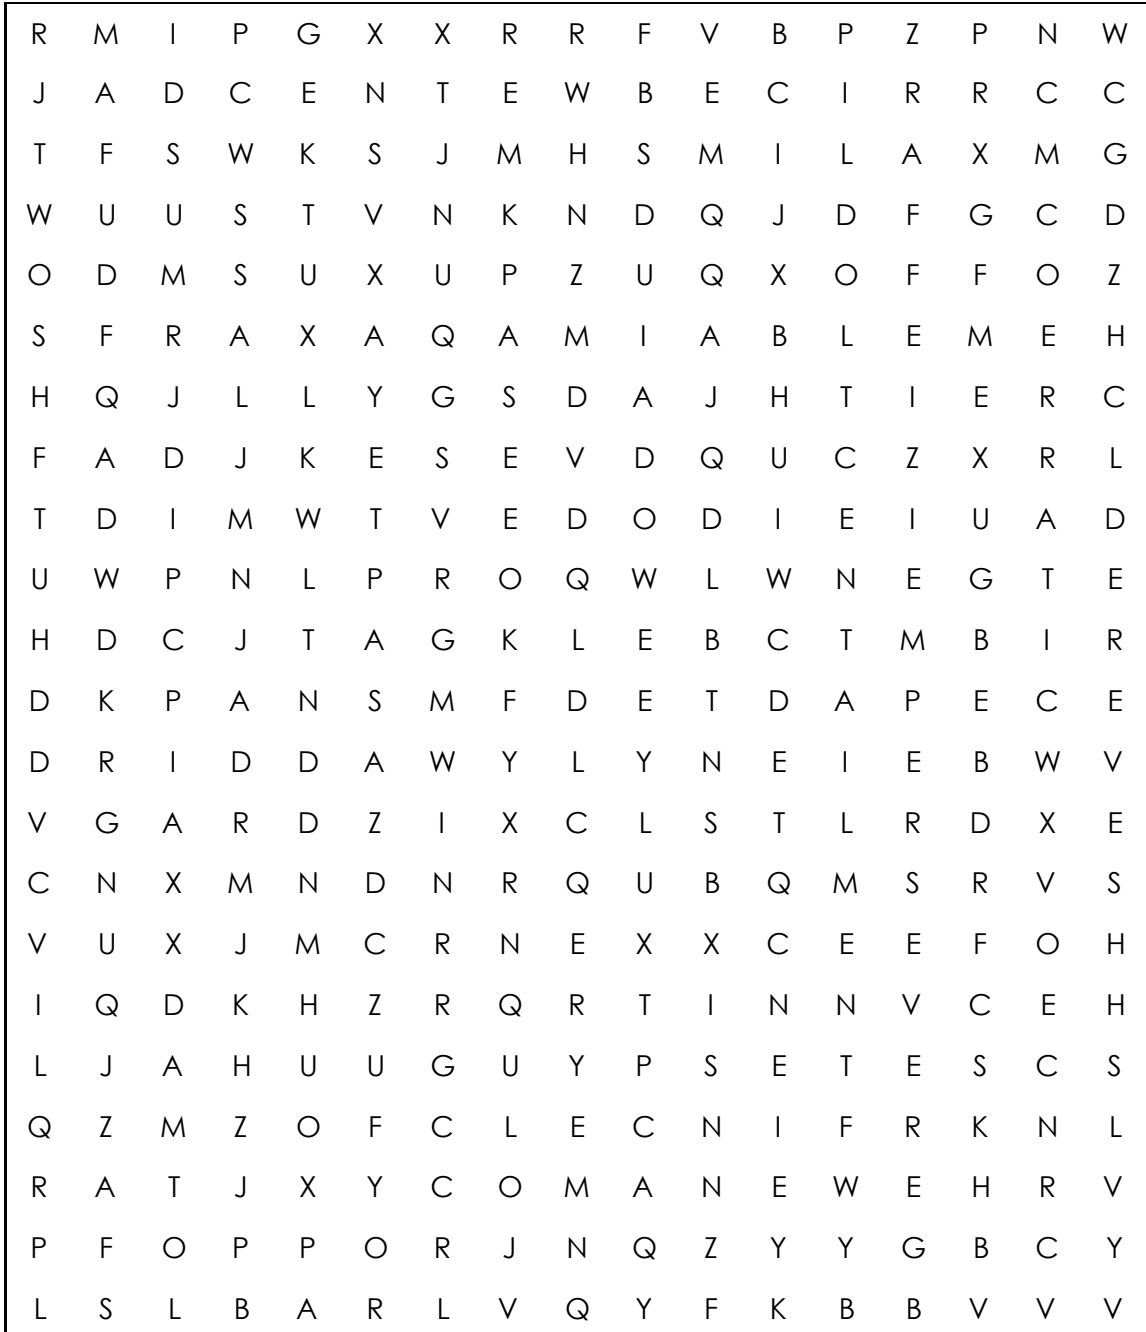 R M I P G X X R R F V B P Z P N W
J A D C E N T E W B E C I R R C C
T F S W K S J M H S M I L A X M G
W U U S T V N K N D Q J D F G C D
O D M S U X U P Z U Q X O F F O Z
S F R A X A Q A M I A B L E M E H
H Q J L L Y G S D A J H T I E R C
F A D J K E S E V D Q U C Z X R L
T D I M W T V E D O D I E I U A D
U W P N L P R O Q W L W N E G T E
H D C J T A G K L E B C T M B I R
D K P A N S M F D E T D A P E C E
D R I D D A W Y L Y N E I E B W V
V G A R D Z I X C L S T L R D X E
C N X M N D N R Q U B Q M S R V S
V U X J M C R N E X X C E E F O H
I Q D K H Z R Q R T I N N V C E H
L J A H U U G U Y P S E T E S C S
Q Z M Z O F C L E C N I F R K N L
R A T J X Y C O M A N E W E H R V
P F O P P O R J N Q Z Y Y G B C Y
L S L B A R L V Q Y F K B B V V V